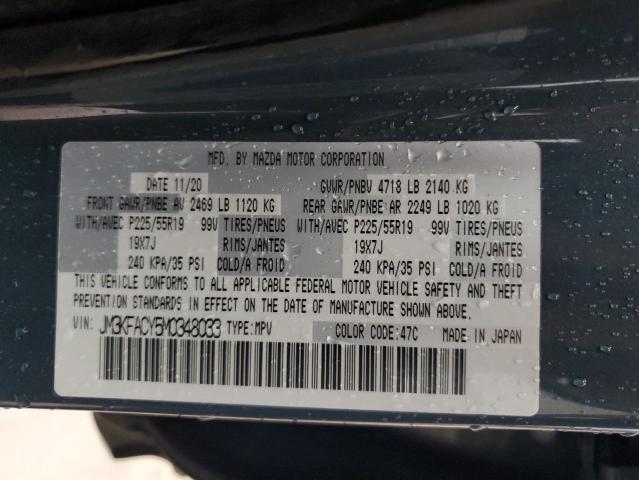 MFD. BY MAZDA MOTOR CORPORATION
DATE 11/20 GVWR/PNBV 4718 LB 2140 KG
FRONT GAWR/PNBE AV 2469 LB 1120 KG REAR GAWR/PNBE AR 2249 LB 1020 KG
WITH/AVEC P225/55R19 99V TIRES/PNEUS WITH/AVEC P225/55R19 99V TIRES/PNEUS
19X7J RIMS/JANTES 19X7J RIMS/JANTES
240 KPA/35 PSI COLD/A FROID 240 KPA/35 PSI COLD/A FROID
THIS VEHICLE CONFORMS TO ALL APPLICABLE FEDERAL MOTOR VEHICLE SAFETY AND THEFT
PREVENTION STANDARDS IN EFFECT ON THE DATE OF MANUFACTURE SHOWN ABOVE.
VIN: JM3KFACY5M0348033 TYPE:MPV COLOR CODE:47C MADE IN JAPAN